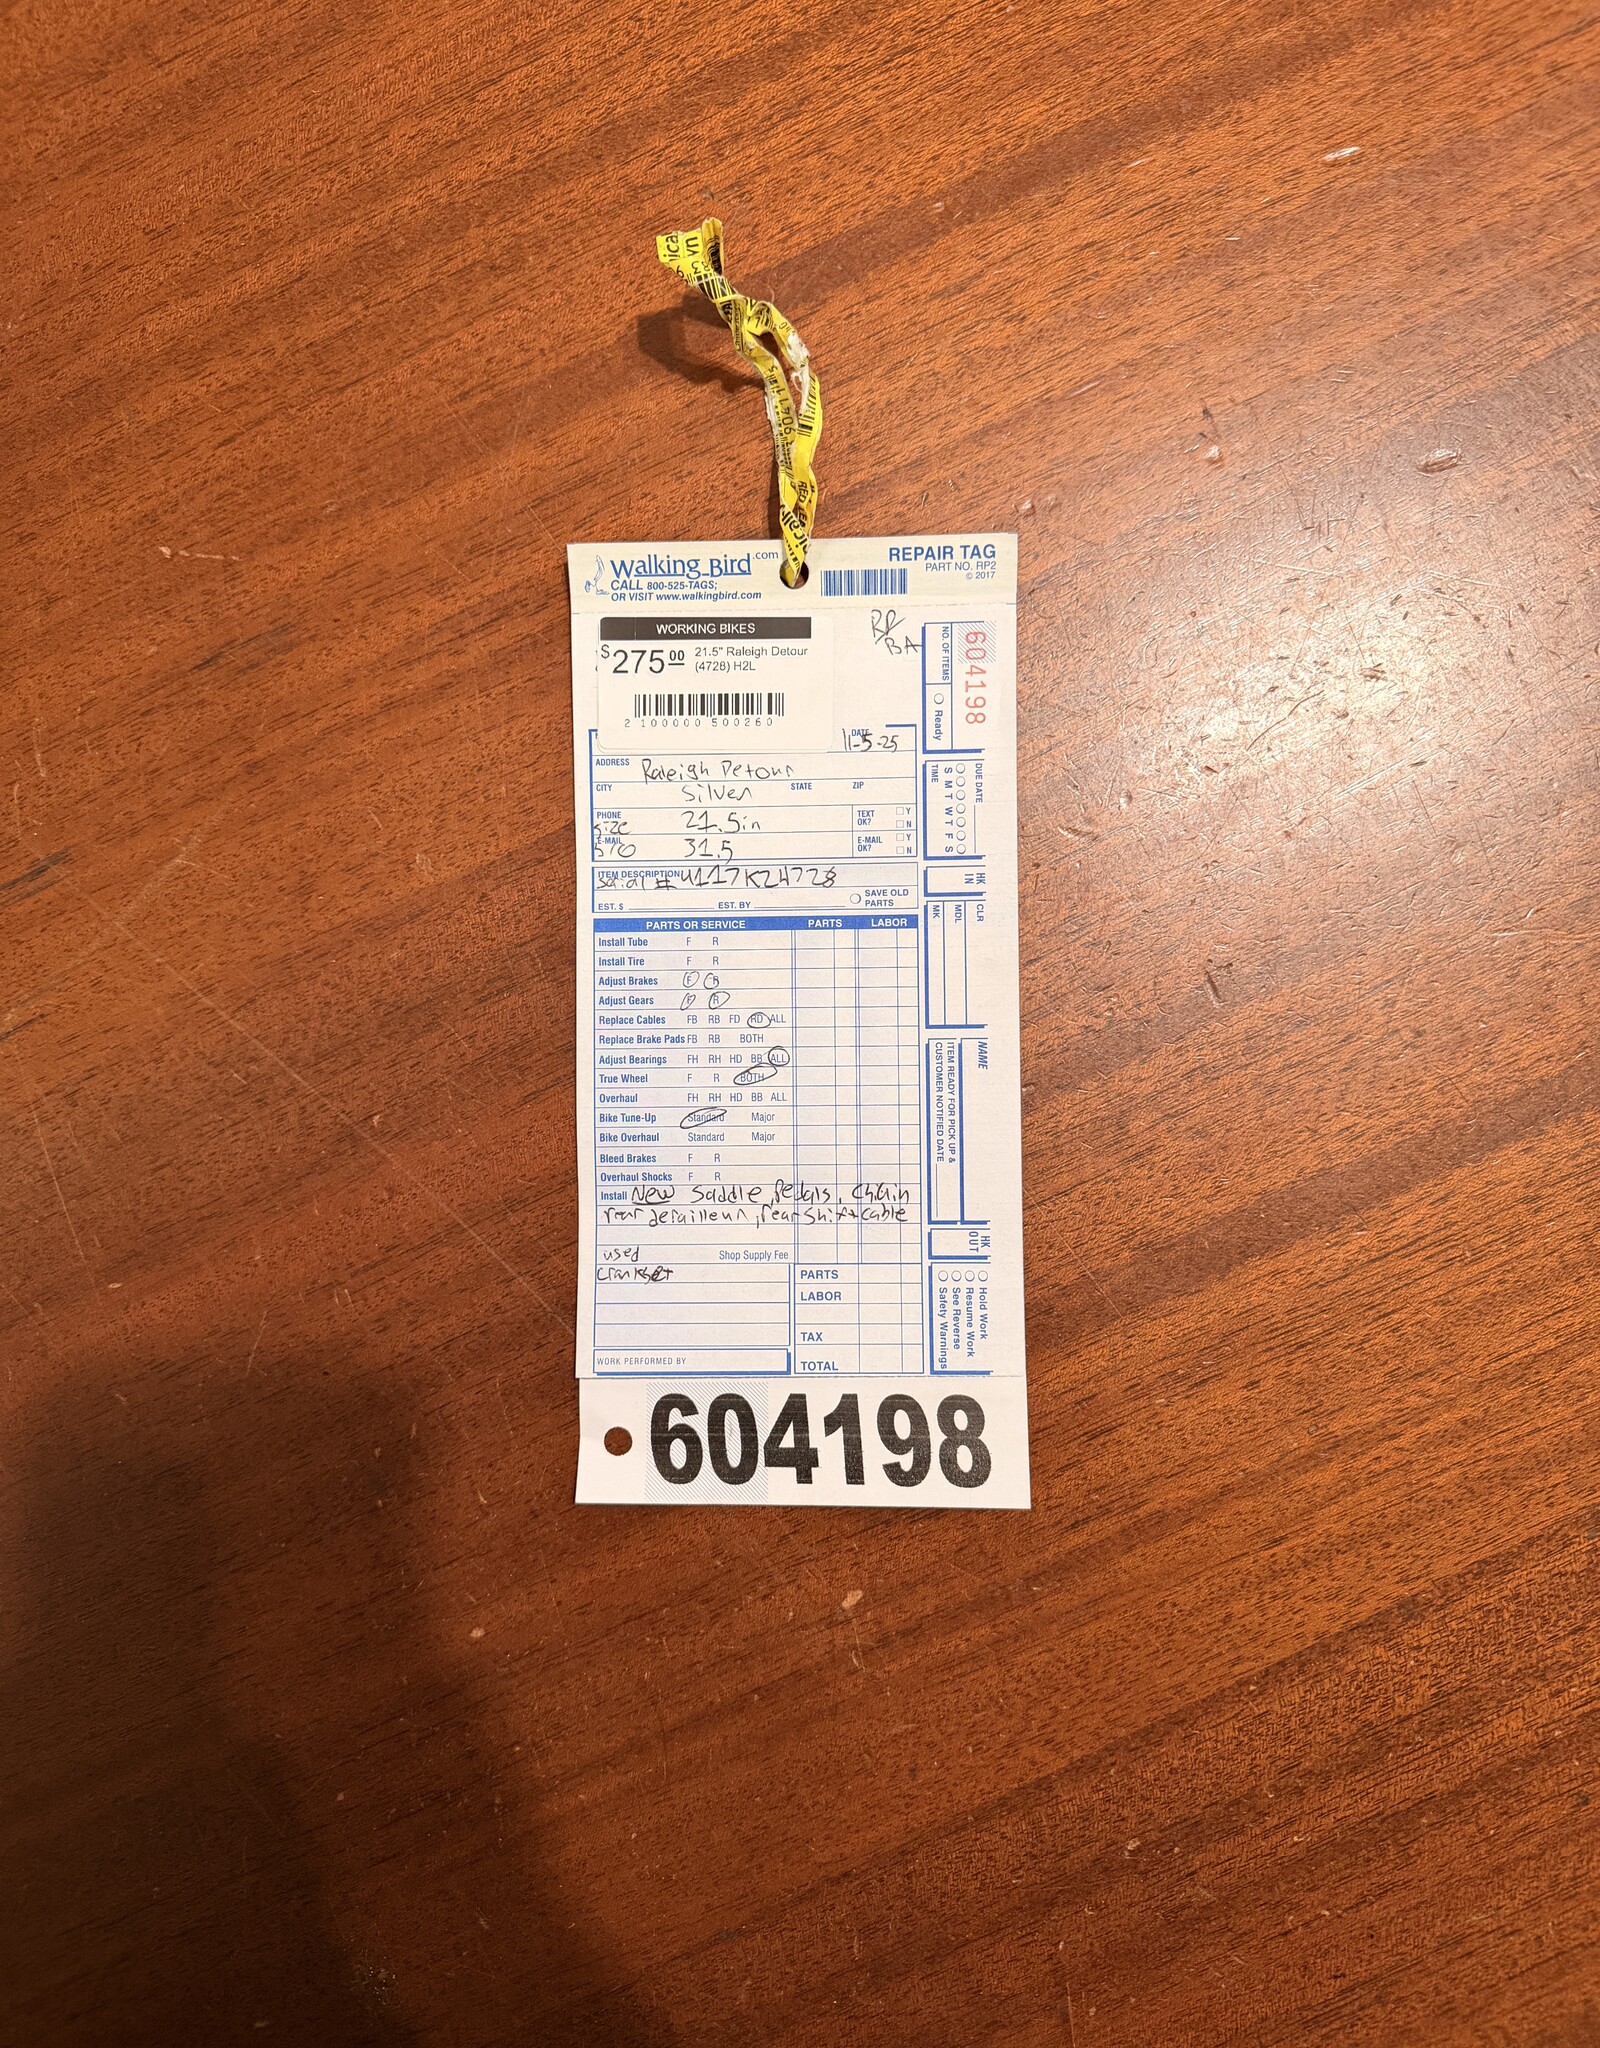 Walking Bird.com
CALL 800-525-TAGS;
OR VISIT www.walkingbird.com
REPAIR TAG
PART NO. RP2
© 2017
WORKING BIKES
$275.00 21.5" Raleigh Detour
(4728) H2L
2 100000 500260
BA
604198
NO. OF ITEMS
Ready
DATE 11-5-25
ADDRESS Raleigh Detour
CITY Silver STATE ZIP
PHONE size 21.5in TEXT OK? Y N
E-MAIL S/O 31.5 E-MAIL OK? Y N
ITEM DESCRIPTION Serial # U117K24728
EST. $ EST. BY SAVE OLD PARTS
DUE DATE
S M T W T F S
TIME
HK IN
CLR
MDL
MK
PARTS OR SERVICE PARTS LABOR
Install Tube F R
Install Tire F R
Adjust Brakes F R
Adjust Gears F R
Replace Cables FB RB FD RD ALL
Replace Brake Pads FB RB BOTH
Adjust Bearings FH RH HD BB ALL
True Wheel F R BOTH
Overhaul FH RH HD BB ALL
Bike Tune-Up Standard Major
Bike Overhaul Standard Major
Bleed Brakes F R
Overhaul Shocks F R
Install New saddle, Pedals, chain
rear derailleur, rear shift cable
used Shop Supply Fee
crankset
PARTS
LABOR
TAX
TOTAL
WORK PERFORMED BY
NAME
ITEM READY FOR PICK UP &
CUSTOMER NOTIFIED DATE
HK OUT
Hold Work
Resume Work
See Reverse
Safety Warnings
604198